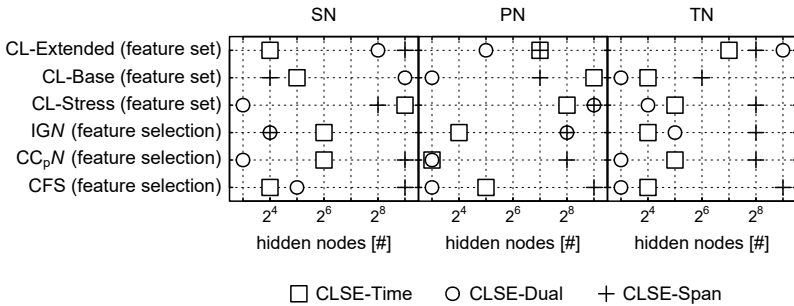 SN PN TN
CL-Extended (feature set)
CL-Base (feature set)
CL-Stress (feature set)
IGN (feature selection)
CCpN (feature selection)
CFS (feature selection)
2^4 2^6 2^8 2^4 2^6 2^8 2^4 2^6 2^8
hidden nodes [#] hidden nodes [#] hidden nodes [#]
CLSE-Time CLSE-Dual CLSE-Span